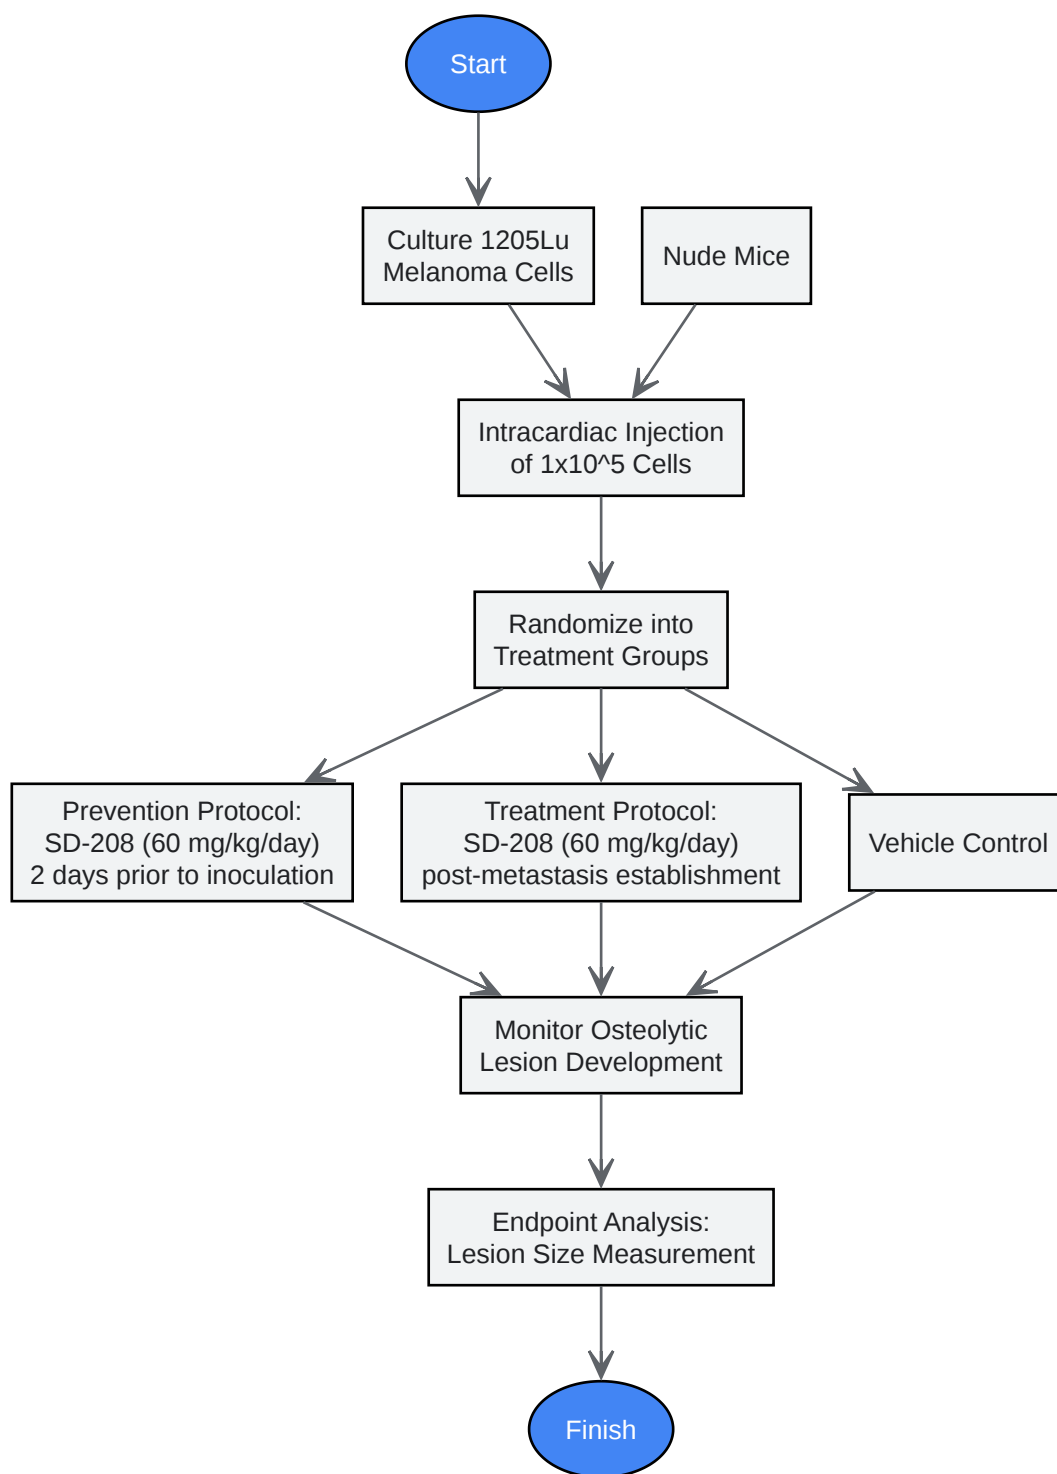 Start
Culture 1205Lu
Melanoma Cells
Nude Mice
Intracardiac Injection
of 1x10^5 Cells
Randomize into
Treatment Groups
Prevention Protocol:
SD-208 (60 mg/kg/day)
2 days prior to inoculation
Treatment Protocol:
SD-208 (60 mg/kg/day)
post-metastasis establishment
Vehicle Control
Monitor Osteolytic
Lesion Development
Endpoint Analysis:
Lesion Size Measurement
Finish